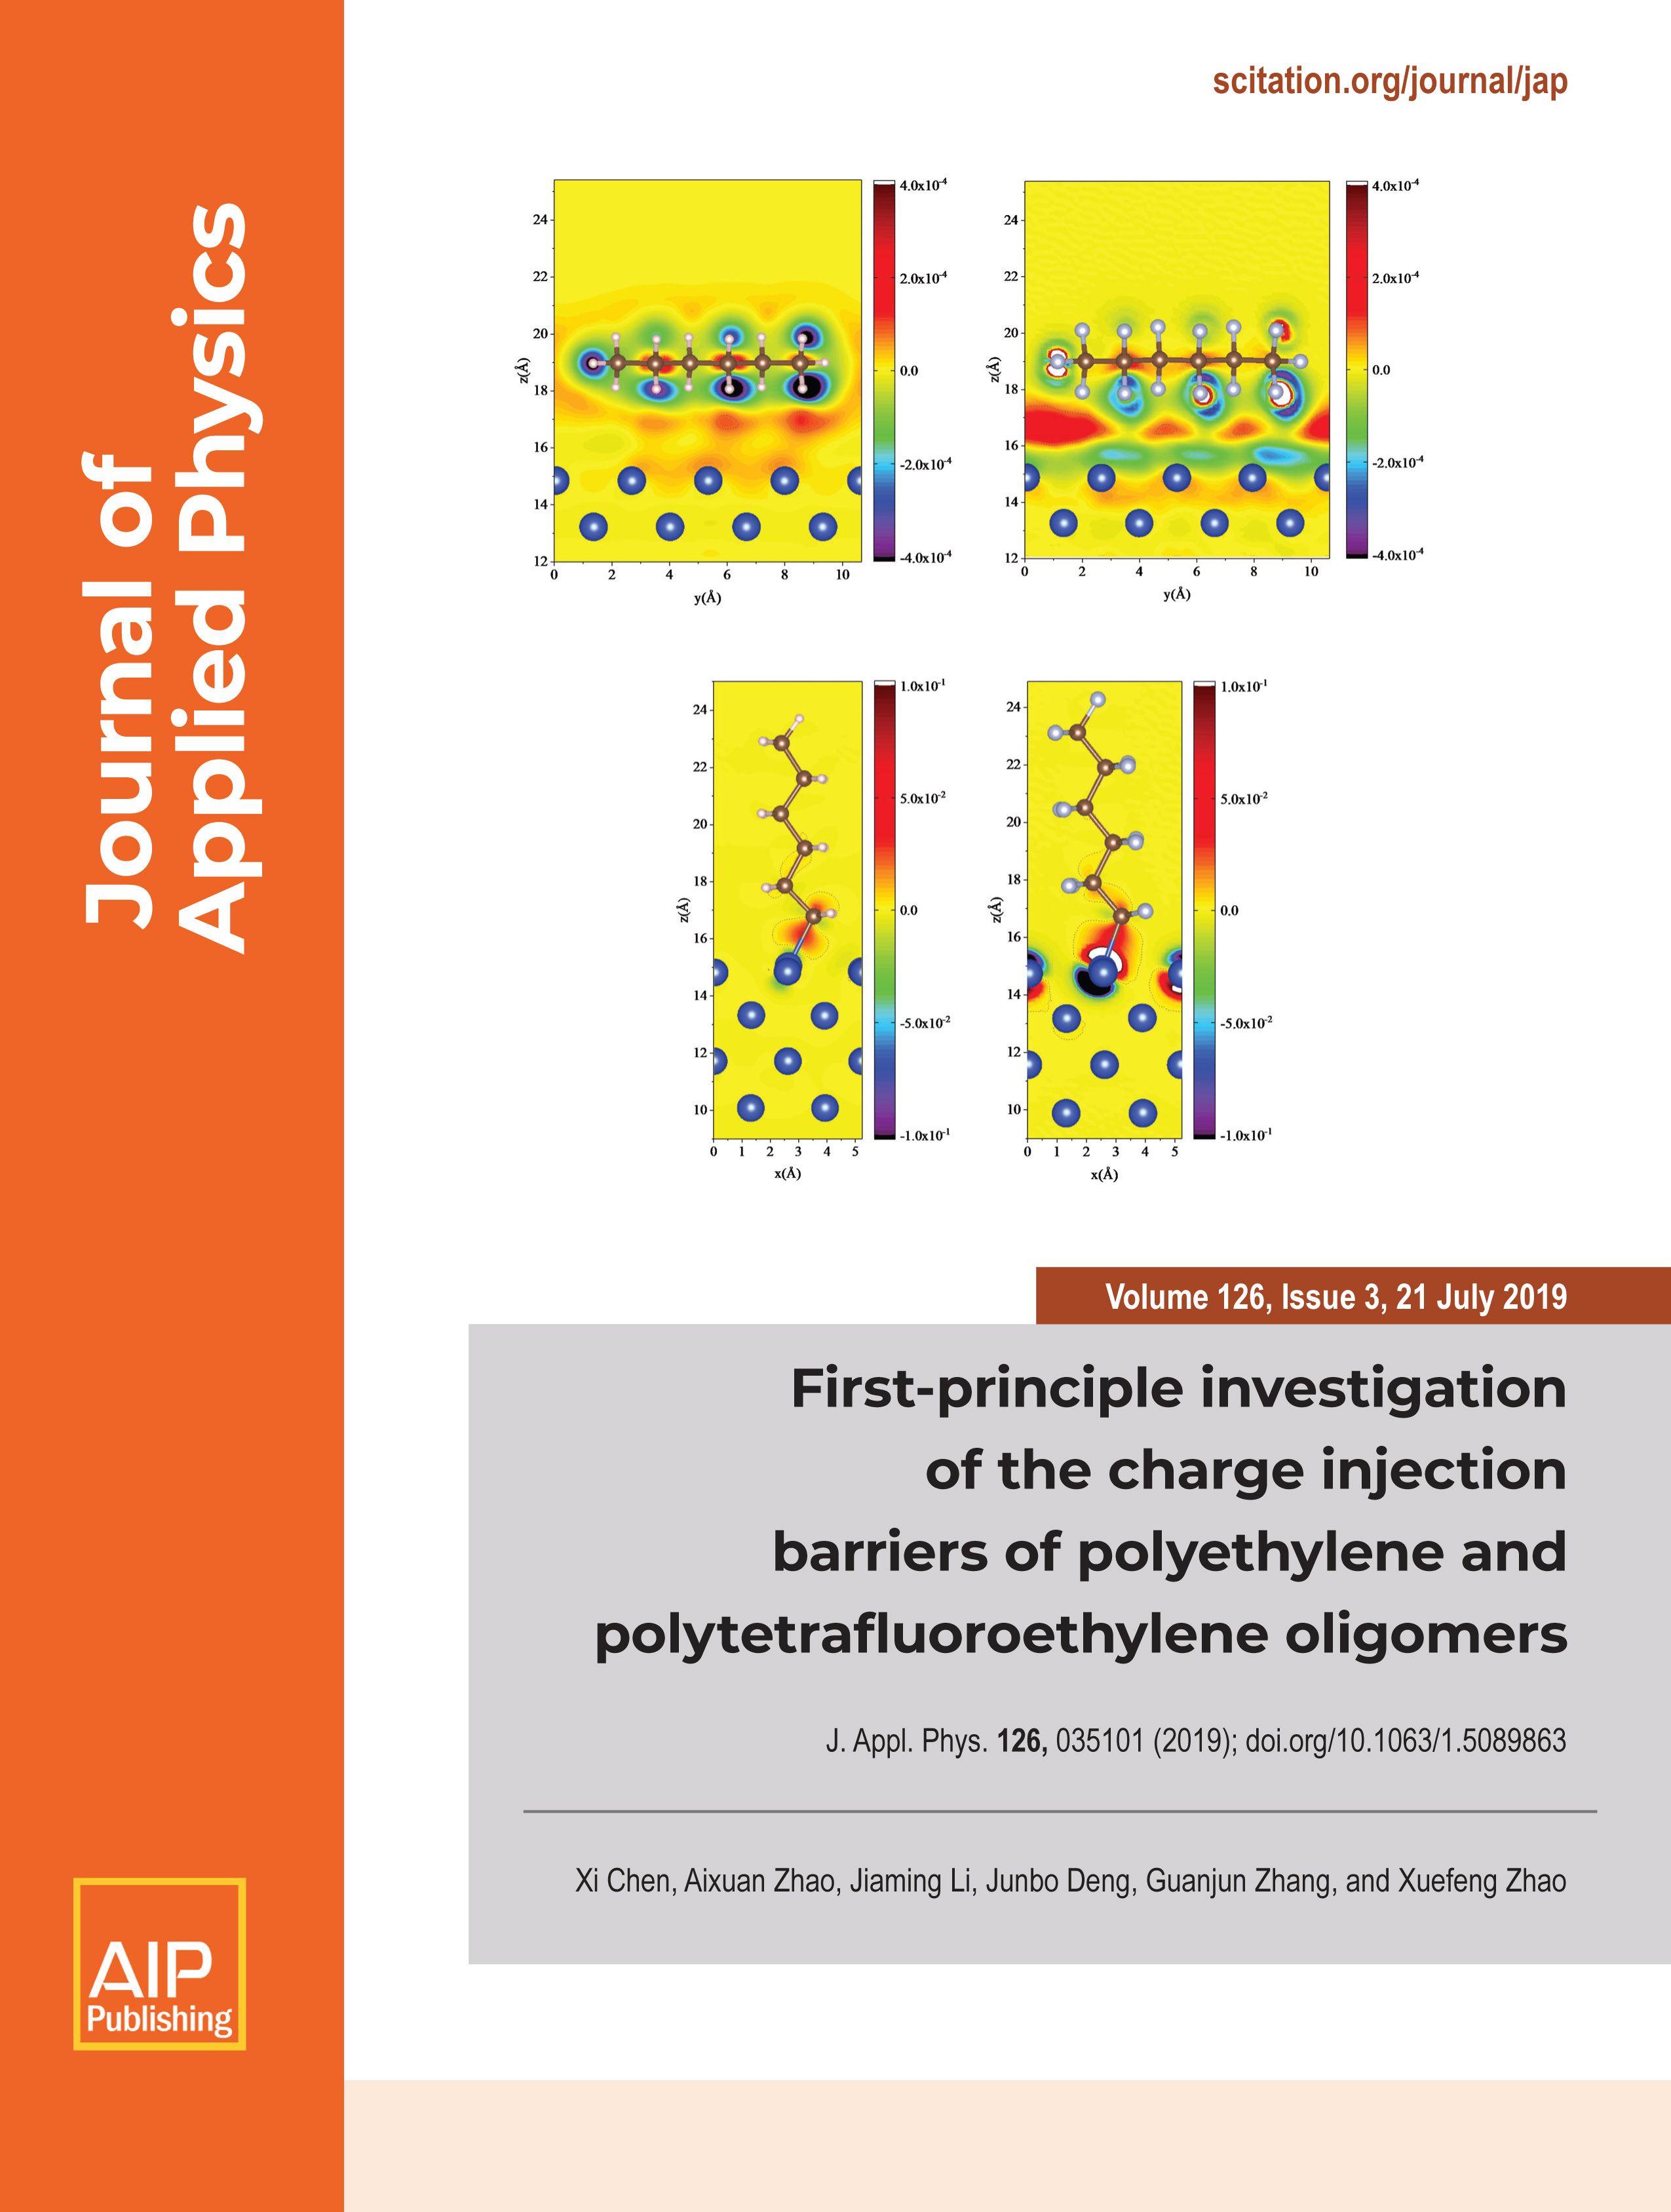 scitation.org/journal/jap
Journal of
Applied Physics
24
22
20
18
16
14
12
z(Å)
0 2 4 6 8 10
y(Å)
4.0x10⁻⁴
2.0x10⁻⁴
0.0
-2.0x10⁻⁴
-4.0x10⁻⁴
24
22
20
18
16
14
12
z(Å)
0 2 4 6 8 10
y(Å)
4.0x10⁻⁴
2.0x10⁻⁴
0.0
-2.0x10⁻⁴
-4.0x10⁻⁴
24
22
20
18
16
14
12
10
z(Å)
0 1 2 3 4 5
x(Å)
1.0x10⁻¹
5.0x10⁻²
0.0
-5.0x10⁻²
-1.0x10⁻¹
24
22
20
18
16
14
12
10
z(Å)
0 1 2 3 4 5
x(Å)
1.0x10⁻¹
5.0x10⁻²
0.0
-5.0x10⁻²
-1.0x10⁻¹
Volume 126, Issue 3, 21 July 2019
First-principle investigation
of the charge injection
barriers of polyethylene and
polytetrafluoroethylene oligomers
J. Appl. Phys. 126, 035101 (2019); doi.org/10.1063/1.5089863
Xi Chen, Aixuan Zhao, Jiaming Li, Junbo Deng, Guanjun Zhang, and Xuefeng Zhao
AIP
Publishing